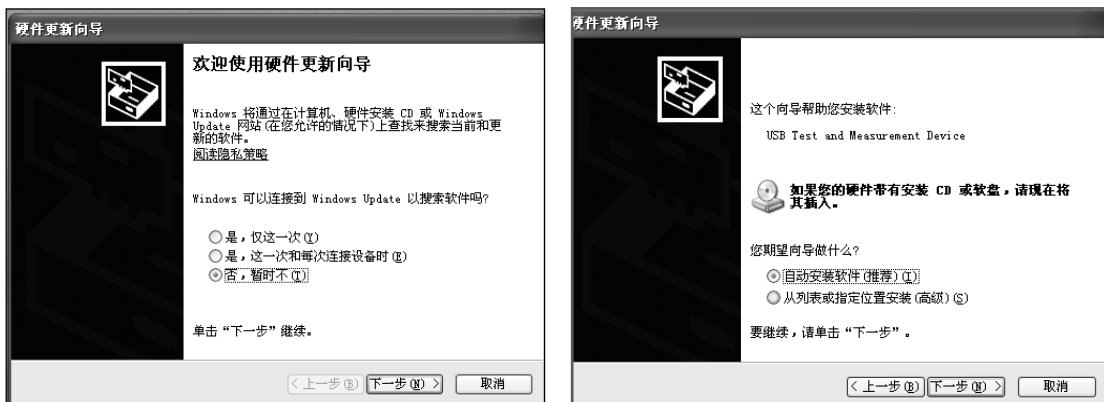 硬件更新向导
欢迎使用硬件更新向导
Windows 将通过在计算机、硬件安装 CD 或 Windows
Update 网站(在您允许的情况下)上查找来搜索当前和更
新的软件。
阅读隐私策略
Windows 可以连接到 Windows Update 以搜索软件吗?
是，仅这一次(Y)
是，这一次和每次连接设备时(E)
否，暂时不(T)
单击“下一步”继续。
< 上一步(B)
下一步(N) >
取消
硬件更新向导
这个向导帮助您安装软件:
USB Test and Measurement Device
如果您的硬件带有安装 CD 或软盘，请现在将
其插入。
您期望向导做什么?
自动安装软件(推荐)(I)
从列表或指定位置安装(高级)(S)
要继续，请单击“下一步”。
< 上一步(B)
下一步(N) >
取消